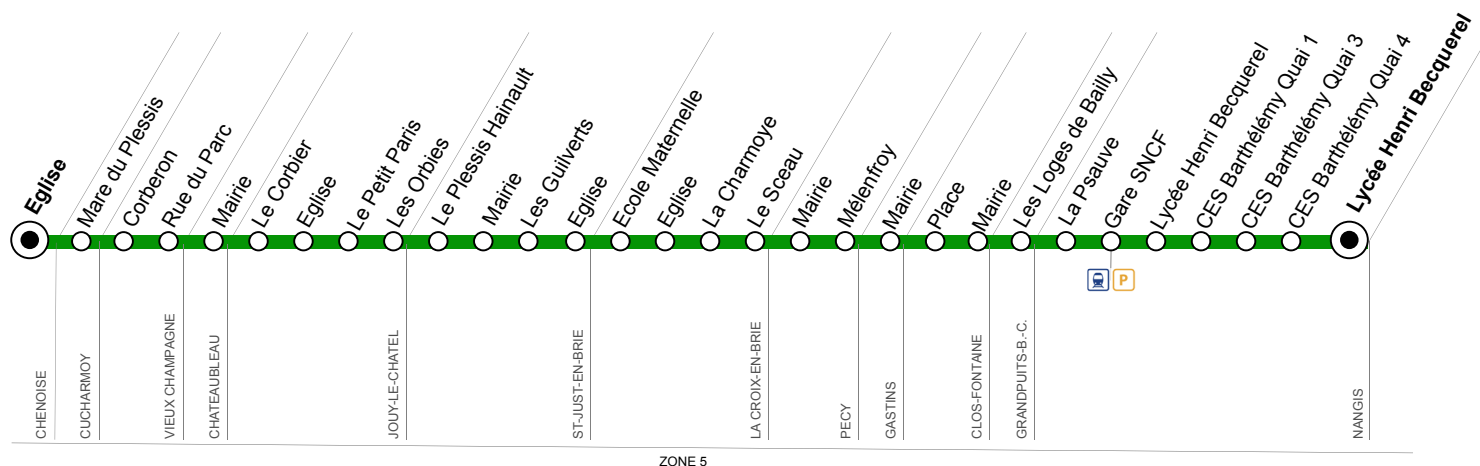 Eglise
Mare du Plessis
Corberon
Rue du Parc
Mairie
Le Corbier
Eglise
Le Petit Paris
Les Orbies
Le Plessis Hainault
Mairie
Les Guilverts
Eglise
Ecole Maternelle
Eglise
La Charmoye
Le Sceau
Mairie
Mélenfroy
Mairie
Place
Mairie
Les Loges de Bailly
La Psauve
Gare SNCF
Lycée Henri Becquerel
CES Barthélémy Quai 1
CES Barthélémy Quai 3
CES Barthélémy Quai 4
Lycée Henri Becquerel
P
CHENOISE
CUCHARMOY
VIEUX CHAMPAGNE
CHATEAUBLEAU
JOUY-LE-CHATEL
ST-JUST-EN-BRIE
LA CROIX-EN-BRIE
PECY
GASTINS
CLOS-FONTAINE
GRANDPUITS-B.-C.
NANGIS
ZONE 5